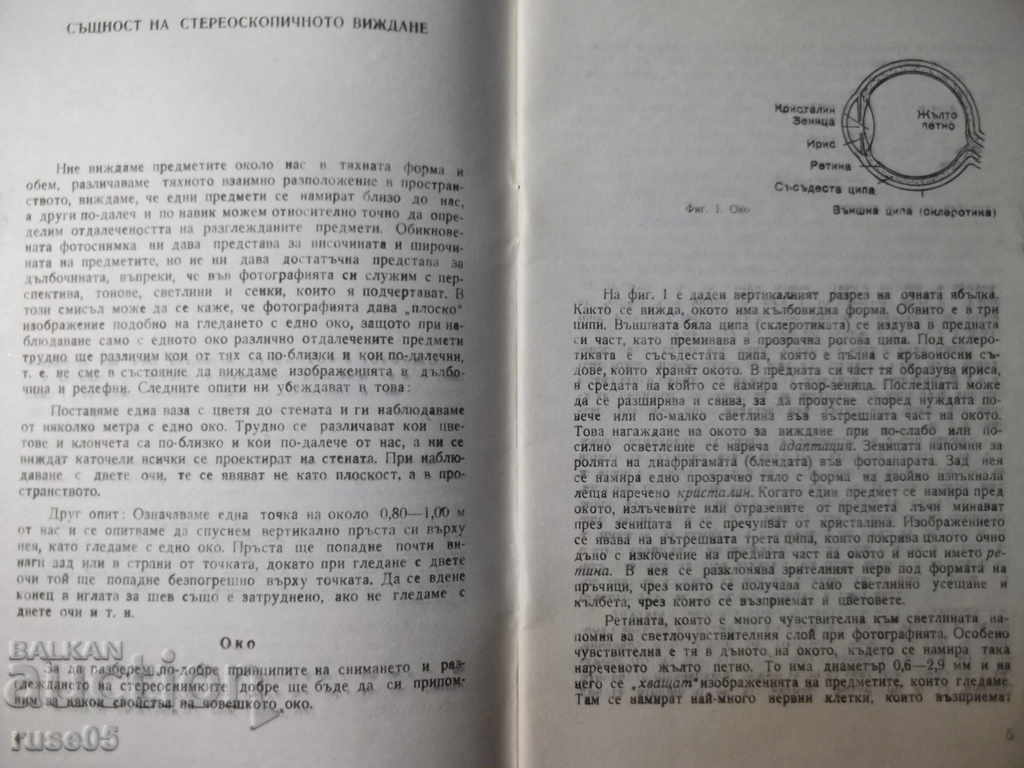 СЪЩНОСТ НА СТЕРЕОСКОПИЧНОТО ВИЖДАНЕ
Ние виждаме предметите около нас в тяхната форма и
обем, различаваме тяхното взаимно разположение в простран-
ството, виждаме, че едни предмети се намират близо до нас,
а други по-далеч и по навик можем относително точно да опре-
делим отдалечеността на разглежданите предмети. Обикнове-
ната фотоснимка ни дава представа за височината и широчи-
ната на предметите, но не ни дава достатъчна представа за
дълбочината, въпреки, че във фотографията си служим с пер-
спектива, тонове, светлини и сенки, които я подчертават. В
този смисъл може да се каже, че фотографията дава „плоско"
изображение подобно на гледането с едно око, защото при на-
блюдаване само с едното око различно отдалечените предмети
трудно ще различим кои от тях са по-близки и кои по-далечни,
т. е. не сме в състояние да виждаме изображенията в дълбо-
чина и релефни. Следните опити ни убеждават в това:
Поставяме една ваза с цветя до стената и ги наблюдаваме
от няколко метра с едно око. Трудно се различават кои цве-
тове и клончета са по-близко и кои по-далече от нас, а ни се
виждат каточели всички се проектират на стената. При наблю-
даване с двете очи, те се явяват не като плоскост, а в про-
странството.
Друг опит: Означаваме една точка на около 0,80—1,00 м
от нас и се опитваме да спуснем вертикално пръста си върху
нея, като гледаме с едно око. Пръста ще попадне почти ви-
наги зад или в страни от точката, докато при гледане с двете
очи той ще попадне безпогрешно върху точката. Да се вдене
конец в иглата за шев също е затруднено, ако не гледаме с
двете очи и т. н.
Око
За да разберем по-добре принципите на снимането и раз-
глеждането на стереоснимките добре ще бъде да си припом-
ним за някои свойства на човешкото око.
4
BALKAN
ruse05
Кристалин
Зеница
Ирис
Ретина
Съсъдеста ципа
Жълто
петно
Външна ципа (склеротика)
Фиг. 1. Око
На фиг. 1 е даден вертикалният разрез на очната ябълка.
Както се вижда, окото има кълбовидна форма. Обвито е в три
ципи. Външната бяла ципа (склеротиката) се издува в предната
си част, като преминава в прозрачна рогова ципа. Под склеро-
тиката е съсъдестата ципа, която е пълна с кръвоносни съ-
дове, които хранят окото. В предната си част тя образува ириса,
в средата на който се намира отвор-зеница. Последната може
да се разширява и свива, за да пропусне според нуждата по-
вече или по-малко светлина във вътрешната част на окото.
Това нагаждане на окото за виждане при по-слабо или по-
силно осветление се нарича адаптация. Зеницата напомня за
ролята на диафрагмата (блендата) във фотоапарата. Зад нея
се намира едно прозрачно тяло с форма на двойно изпъкнала
леща наречено кристалин. Когато един предмет се намира пред
окото, излъчените или отразените от предмета лъчи минават
през зеницата и се пречупват от кристалина. Изображението
се явава на вътрешната трета ципа, която покрива цялото очно
дъно с изключение на предната част на окото и носи името ре-
тина. В нея се разклонява зрителният нерв под формата на
пръчици, чрез които се получава само светлинно усещане и
кълбета, чрез които се възприемат и цветовете.
Ретината, която е много чувствителна към светлината на-
помня за светлочувствителния слой при фотографията. Особено
чувствителна е тя в дъното на окото, където се намира така
нареченото жълто петно. То има диаметър 0,6—2,9 мм и на
него се „хващат" изображенията на предметите, които гледаме.
Там се намират най-много нервни клетки, които възприемат
5